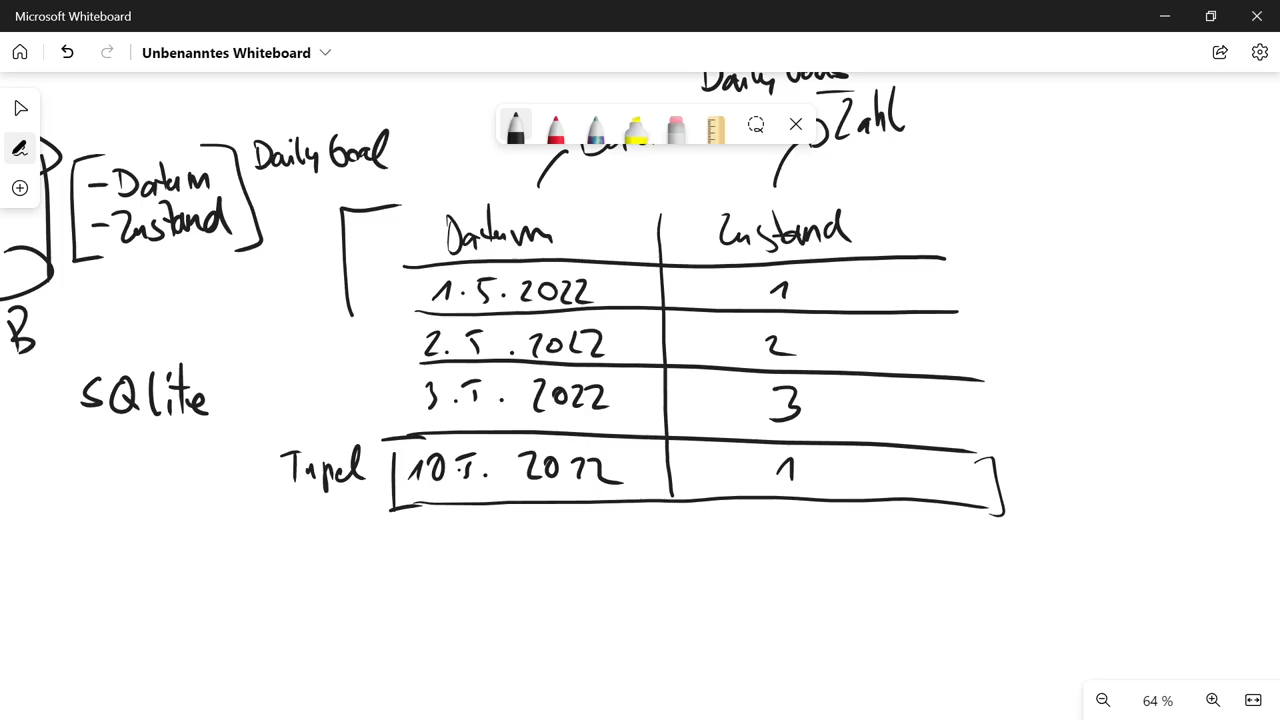 Microsoft Whiteboard
Unbenanntes Whiteboard
Zahl
Daily Goal
- Datum
- Zustand
Datum Zustand
1.5.2022 1
2.5.2022 2
3.5.2022 3
B
SQlite
Tupel 10 5. 2022 1
64 %